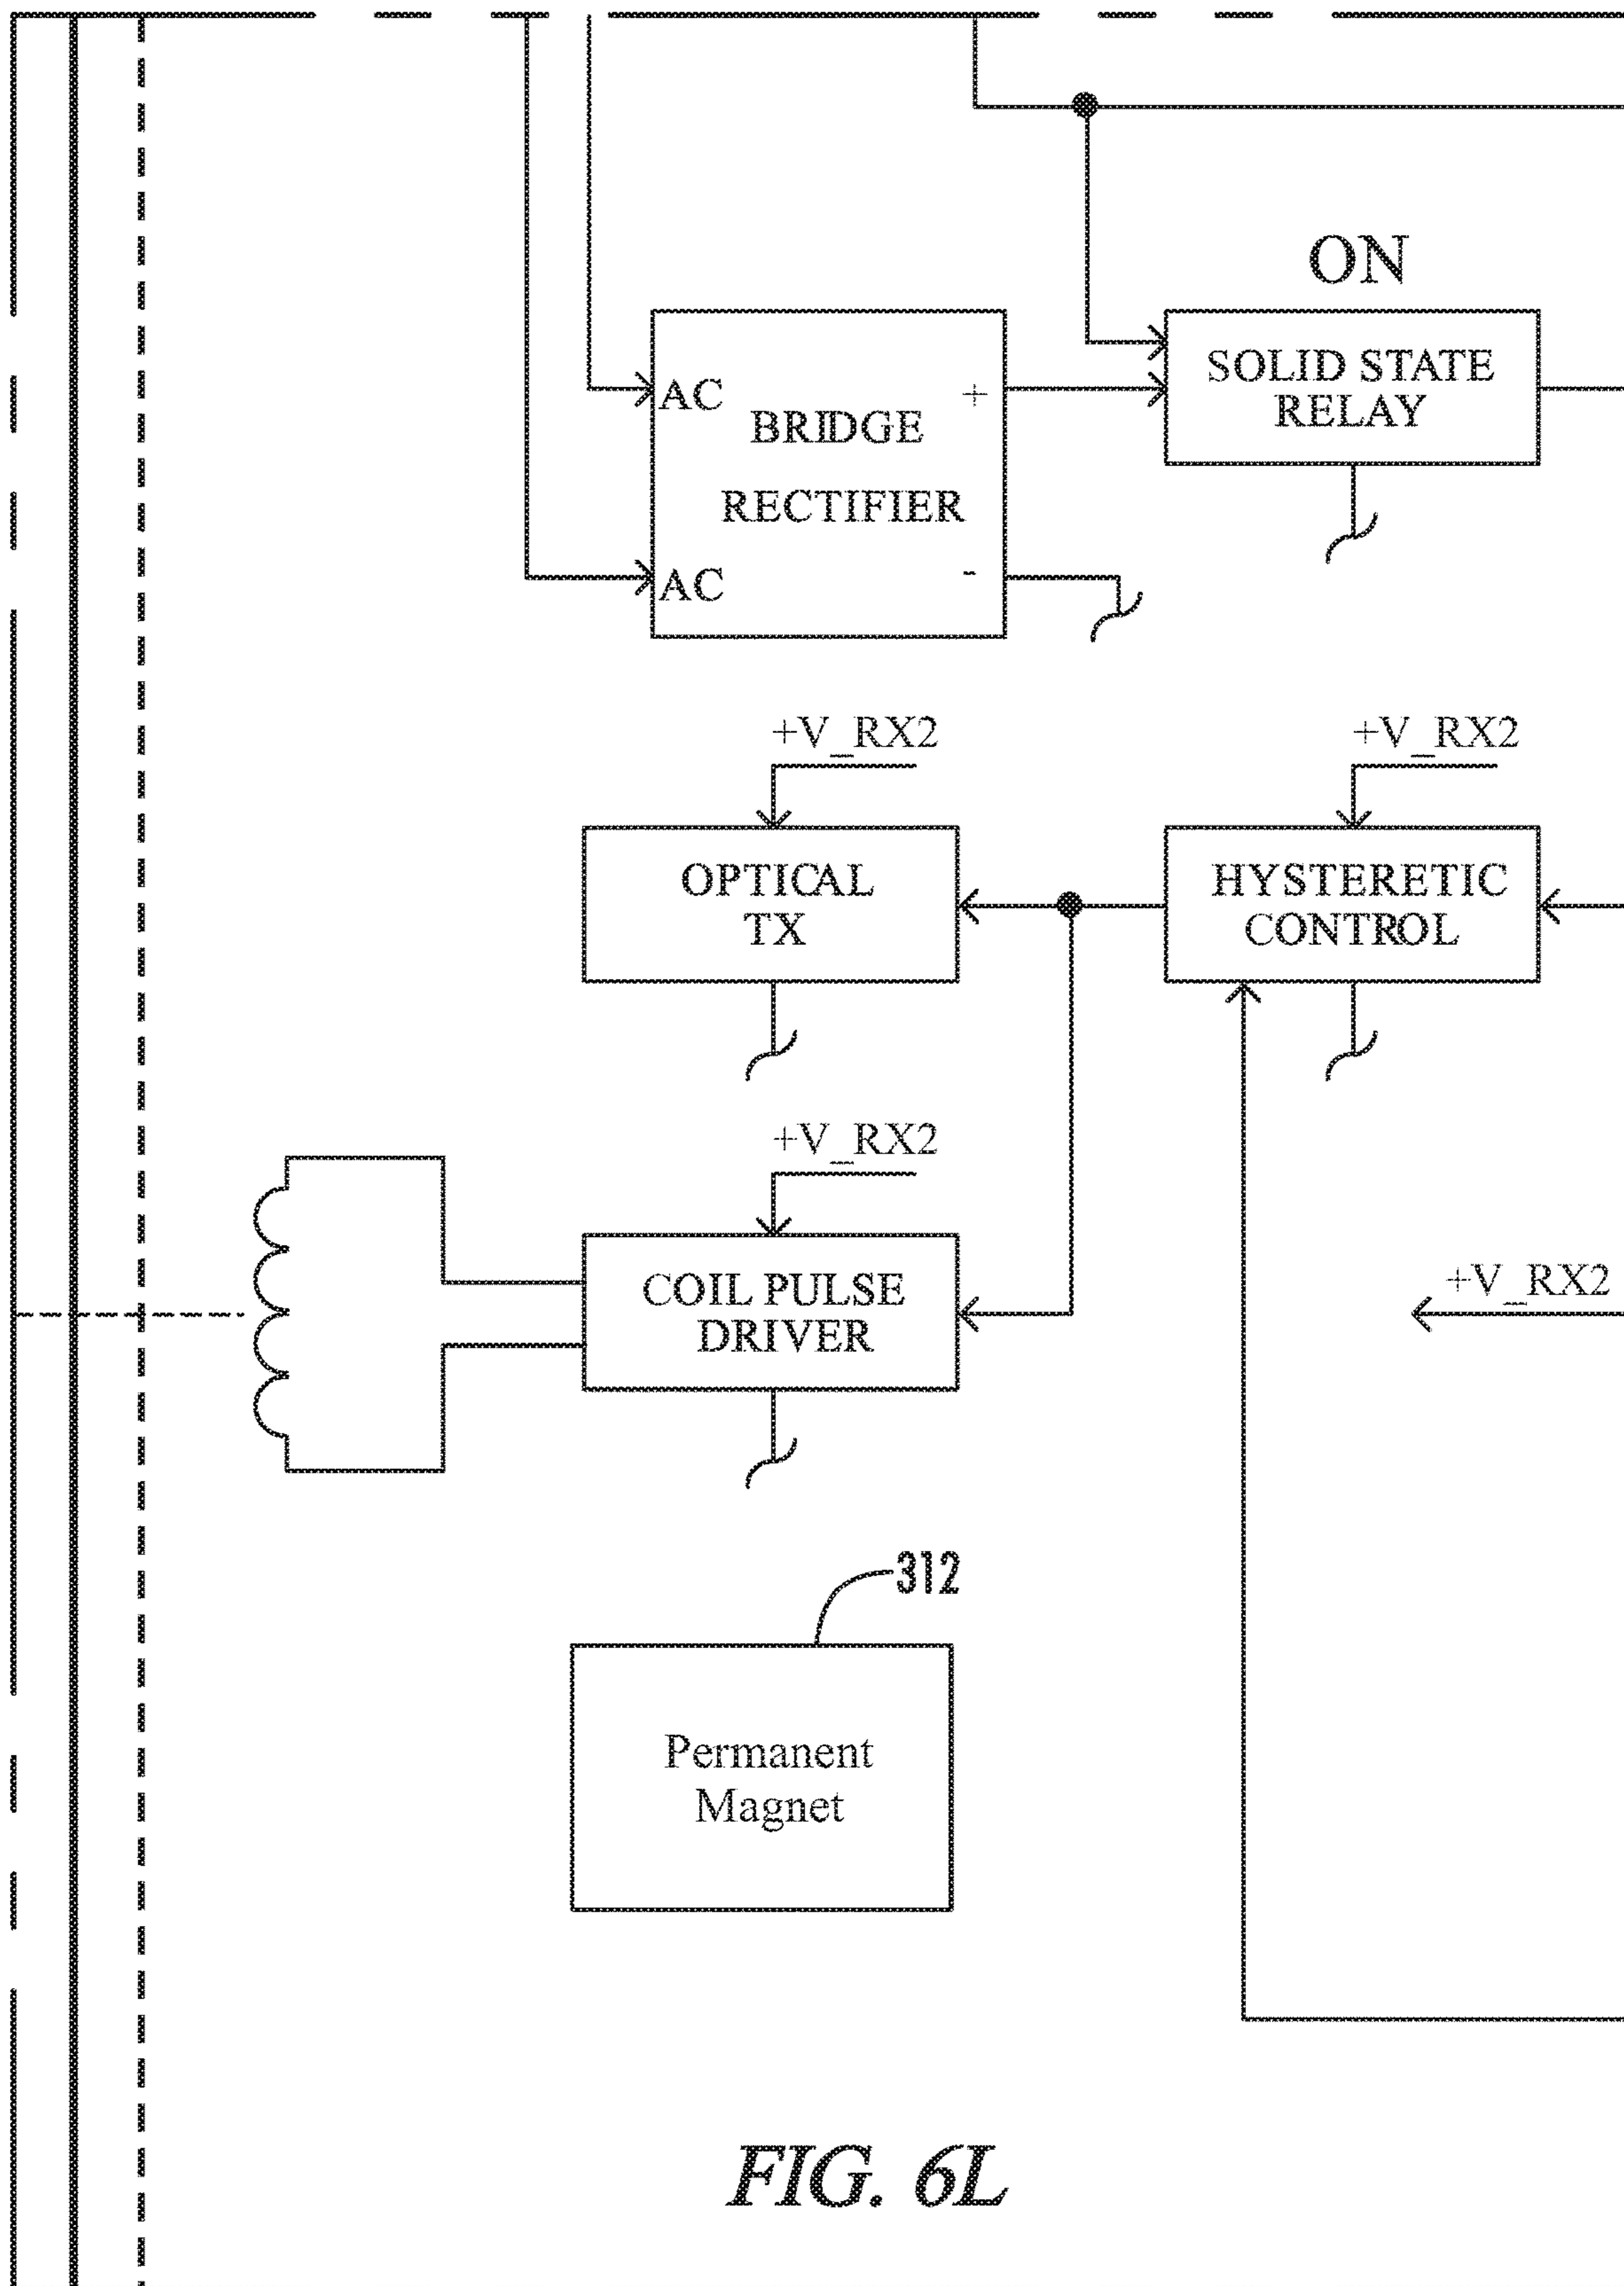 ON
SOLID STATE
RELAY
AC
+
BRIDGE
RECTIFIER
AC
-
+V_RX2
+V_RX2
OPTICAL
TX
HYSTERETIC
CONTROL
+V_RX2
COIL PULSE
DRIVER
+V_RX2
312
Permanent
Magnet
FIG. 6L